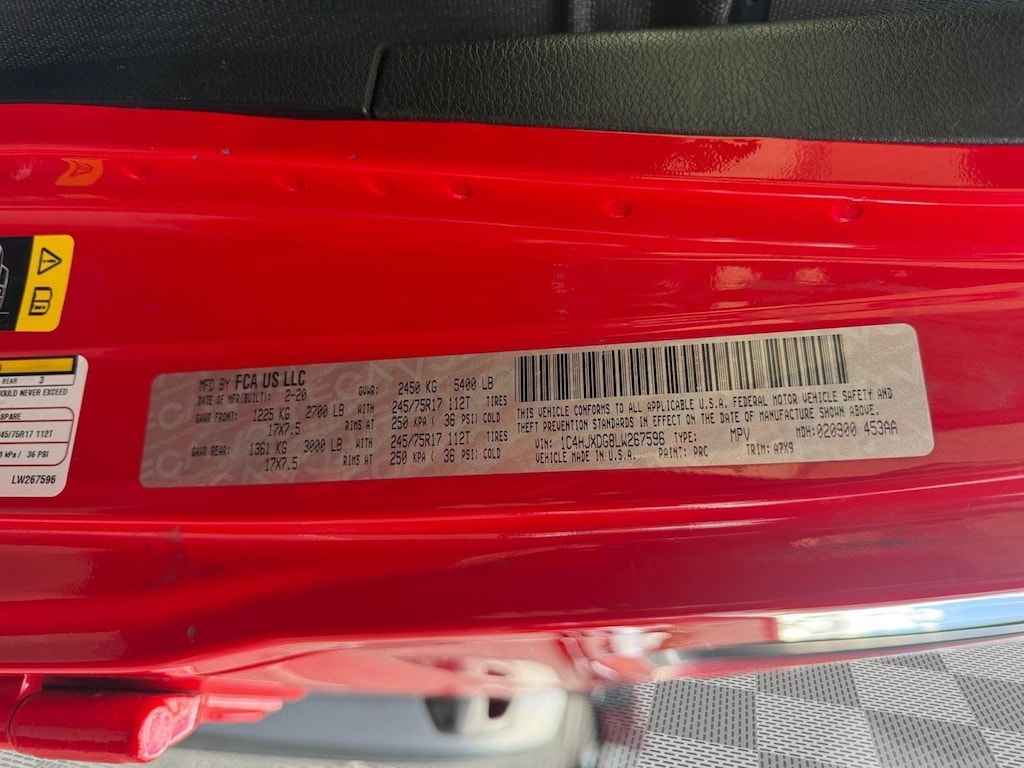 REAR 3
OULD NEVER EXCEED
SPARE
45/75R17 112T
0 kPa / 36 PSI
LW267596
MFD BY FCA US LLC
DATE OF MFR(BUILT): 2-20
GVWR: 2450 KG 5400 LB
GAWR FRONT: 1225 KG 2700 LB WITH 245/75R17 112T TIRES
17X7.5 RIMS AT 250 KPA ( 36 PSI) COLD
GAWR REAR: 1361 KG 3000 LB WITH 245/75R17 112T TIRES
17X7.5 RIMS AT 250 KPA ( 36 PSI) COLD
THIS VEHICLE CONFORMS TO ALL APPLICABLE U.S.A. FEDERAL MOTOR VEHICLE SAFETY AND
THEFT PREVENTION STANDARDS IN EFFECT ON THE DATE OF MANUFACTURE SHOWN ABOVE.
VIN: 1C4HJXDG8LW267596 TYPE: MPV MDH:020900 453AA
VEHICLE MADE IN U.S.A. PAINT: PRC TRIM: A7X9